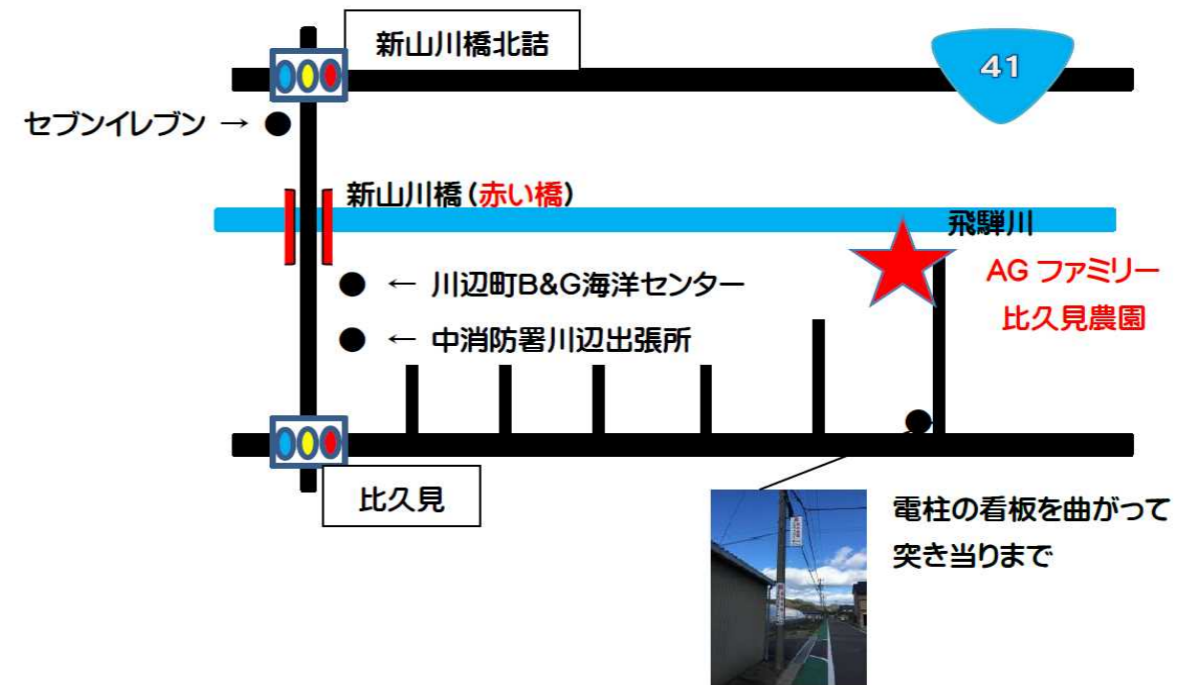 新山川橋北詰
41
セブンイレブン → ●
新山川橋(赤い橋)
飛騨川
AG ファミリー
比久見農園
● ← 川辺町B&G海洋センター
● ← 中消防署川辺出張所
比久見
電柱の看板を曲がって
突き当りまで